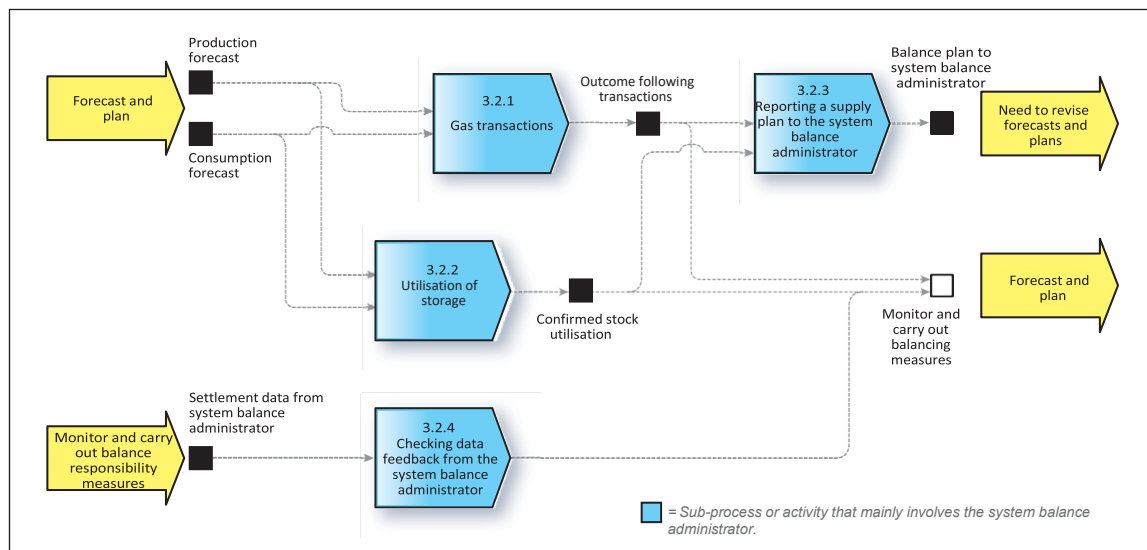 Production
forecast
Forecast and
plan
Consumption
forecast
3.2.1
Gas transactions
Outcome following
transactions
3.2.3
Reporting a supply
plan to the system
balance
administrator
Balance plan to
system balance
administrator
Need to revise
forecasts and
plans
3.2.2
Utilisation of
storage
Confirmed stock
utilisation
Monitor and
carry out
balancing
measures
Forecast and
plan
Settlement data from
system balance
administrator
Monitor and carry
out balance
responsibility
measures
3.2.4
Checking data
feedback from the
system balance
administrator
= Sub-process or activity that mainly involves the system balance
administrator.